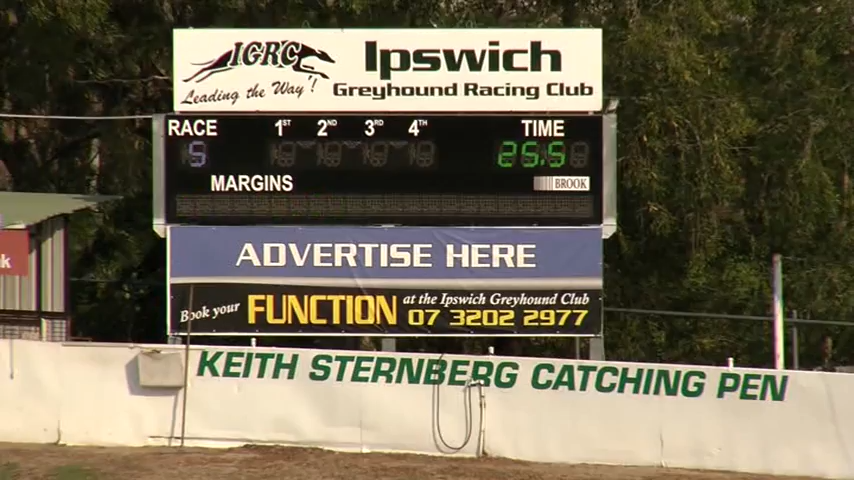 IGRC
Leading the Way!
Ipswich
Greyhound Racing Club
RACE 1ST 2ND 3RD 4TH TIME
5 25.5
MARGINS BROOK
ADVERTISE HERE
Book your FUNCTION at the Ipswich Greyhound Club
07 3202 2977
KEITH STERNBERG CATCHING PEN